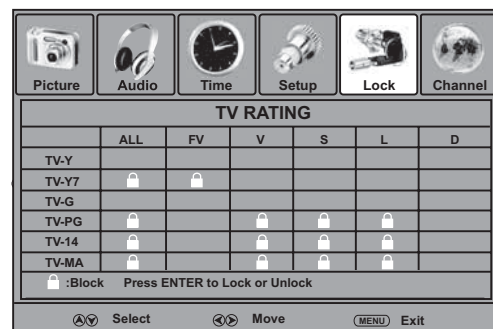 Picture Audio Time Setup Lock Channel
TV RATING
ALL FV V S L D
TV-Y
TV-Y7
TV-G
TV-PG
TV-14
TV-MA
:Block Press ENTER to Lock or Unlock
Select Move MENU Exit